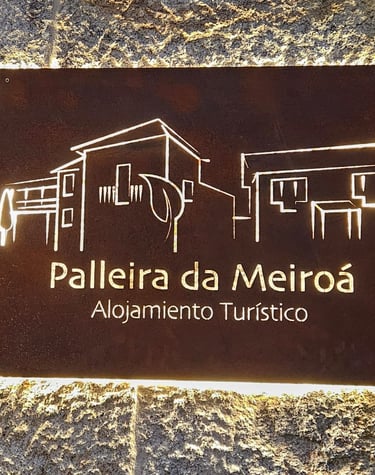 Palleira da Meiroá
Alojamiento Turístico